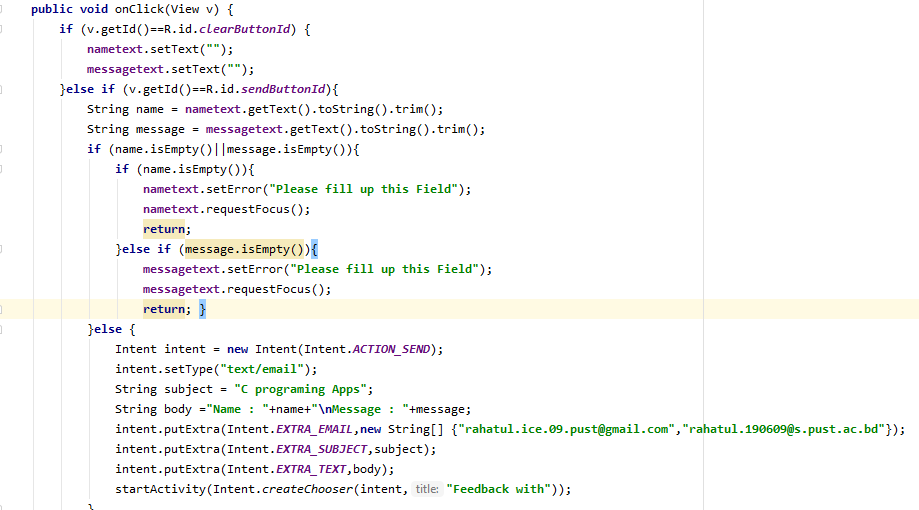 public void onClick(View v) {
if (v.getId()==R.id.clearButtonId) {
nametext.setText("");
messagetext.setText("");
}else if (v.getId()==R.id.sendButtonId){
String name = nametext.getText().toString().trim();
String message = messagetext.getText().toString().trim();
if (name.isEmpty()||message.isEmpty()){
if (name.isEmpty()){
nametext.setError("Please fill up this Field");
nametext.requestFocus();
return;
}else if (message.isEmpty()){
messagetext.setError("Please fill up this Field");
messagetext.requestFocus();
return; }
}else {
Intent intent = new Intent(Intent.ACTION_SEND);
intent.setType("text/email");
String subject = "C programing Apps";
String body ="Name : "+name+"\nMessage : "+message;
intent.putExtra(Intent.EXTRA_EMAIL,new String[] {"rahatul.ice.09.pust@gmail.com","rahatul.190609@s.pust.ac.bd"});
intent.putExtra(Intent.EXTRA_SUBJECT,subject);
intent.putExtra(Intent.EXTRA_TEXT,body);
startActivity(Intent.createChooser(intent, title: "Feedback with"));
}